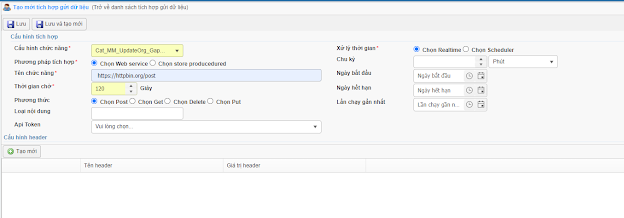 Tạo mới tích hợp gửi dữ liệu (Trở về danh sách tích hợp gửi dữ liệu)
Lưu Lưu và tạo mới
Cấu hình tích hợp
Cấu hình chức năng* Cat_MM_UpdateOrg_Gap... Xử lý thời gian* Chọn Realtime Chọn Scheduler
Phương pháp tích hợp* Chọn Web service Chọn store producedured Chu kỳ Phút
Tên chức năng* https://httpbin.org/post Ngày bắt đầu Ngày bắt đầu
Thời gian chờ* 120 Giây Ngày hết hạn Ngày hết hạn
Phương thức Chọn Post Chọn Get Chọn Delete Chọn Put Lần chạy gần nhất Lần chạy gần n...
Loại nội dung
Api Token Vui lòng chọn...
Cấu hình header
Tạo mới
Tên header Giá trị header